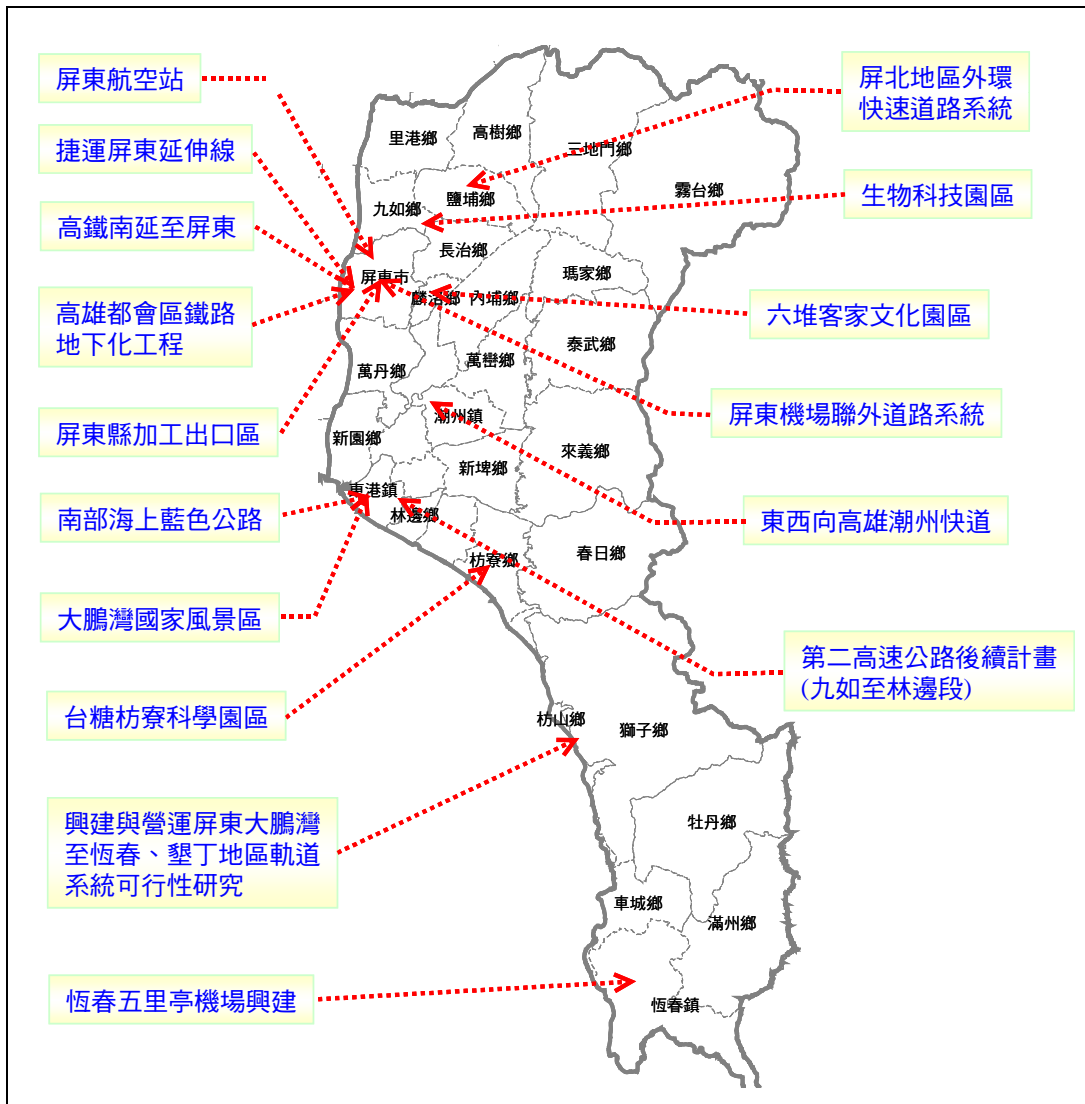 屏東航空站
捷運屏東延伸線
高鐵南延至屏東
高雄都會區鐵路
地下化工程
屏東縣加工出口區
南部海上藍色公路
大鵬灣國家風景區
台糖枋寮科學園區
興建與營運屏東大鵬灣
至恆春、墾丁地區軌道
系統可行性研究
恆春五里亭機場興建
里港鄉
高樹鄉
三地門鄉
霧台鄉
鹽埔鄉
九如鄉
長治鄉
屏東市
麟洛鄉
內埔鄉
瑪家鄉
泰武鄉
萬巒鄉
萬丹鄉
潮州鎮
新園鄉
新埤鄉
來義鄉
東港鎮
林邊鄉
枋寮鄉
春日鄉
枋山鄉
獅子鄉
牡丹鄉
車城鄉
滿州鄉
恆春鎮
屏北地區外環
快速道路系統
生物科技園區
六堆客家文化園區
屏東機場聯外道路系統
東西向高雄潮州快道
第二高速公路後續計畫
(九如至林邊段)